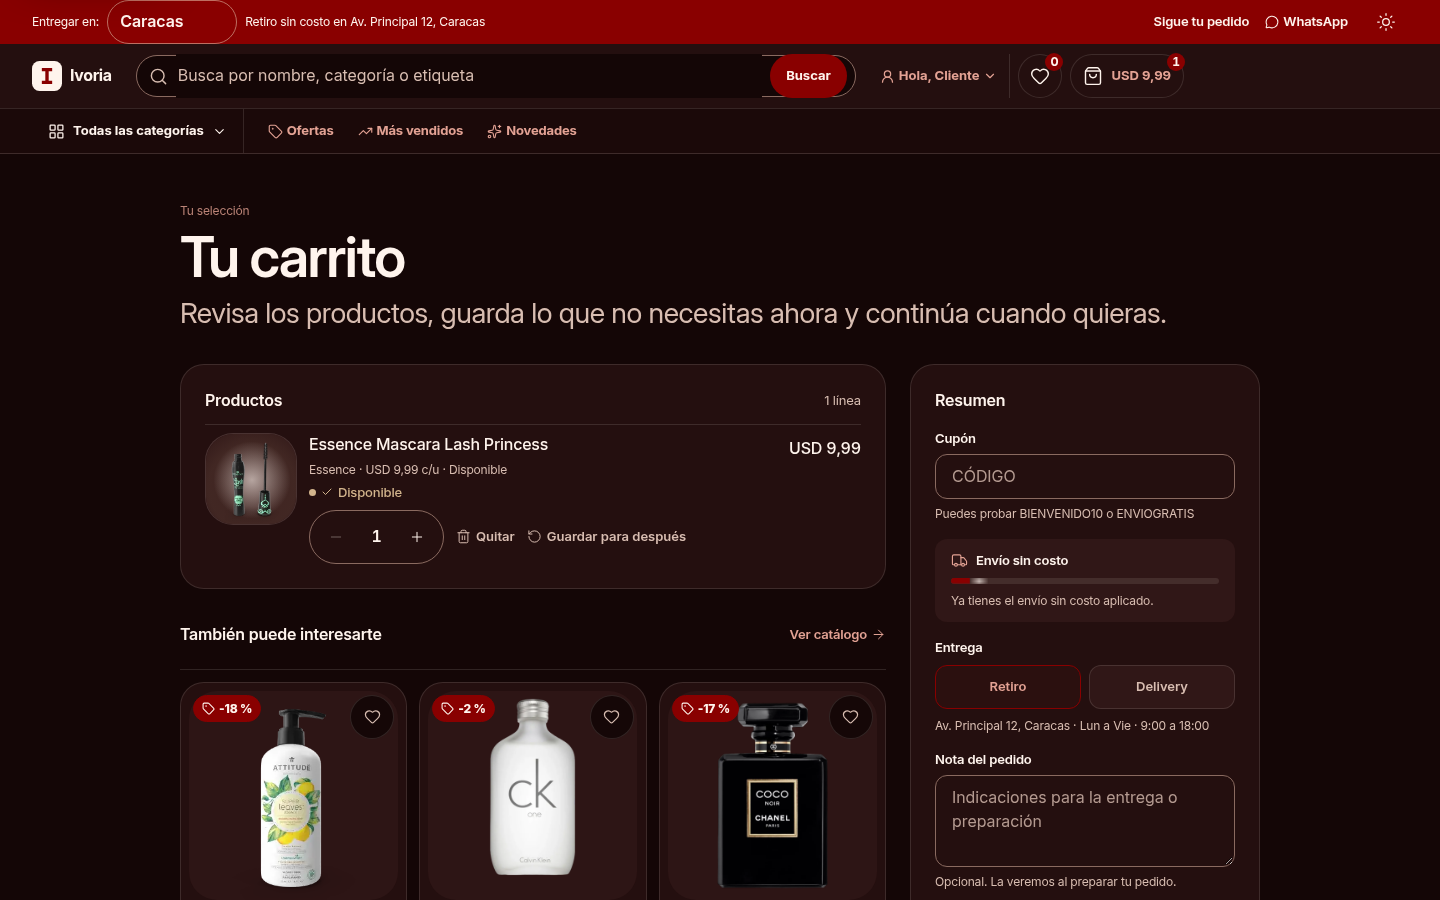 Entregar en: Caracas Retiro sin costo en Av. Principal 12, Caracas Sigue tu pedido WhatsApp
I Ivoria Busca por nombre, categoría o etiqueta Buscar Hola, Cliente 0 USD 9,99 1
Todas las categorías Ofertas Más vendidos Novedades
Tu selección
Tu carrito
Revisa los productos, guarda lo que no necesitas ahora y continúa cuando quieras.
Productos 1 línea
Essence Mascara Lash Princess USD 9,99
Essence · USD 9,99 c/u · Disponible
Disponible
1 Quitar Guardar para después
También puede interesarte Ver catálogo
-18 %
ATTITUDE
leaves
-2 %
ck
one
Calvin Klein
-17 %
COCO
NOIR
CHANEL
PARIS
Resumen
Cupón
CÓDIGO
Puedes probar BIENVENIDO10 o ENVIOGRATIS
Envío sin costo
Ya tienes el envío sin costo aplicado.
Entrega
Retiro Delivery
Av. Principal 12, Caracas · Lun a Vie · 9:00 a 18:00
Nota del pedido
Indicaciones para la entrega o
preparación
Opcional. La veremos al preparar tu pedido.